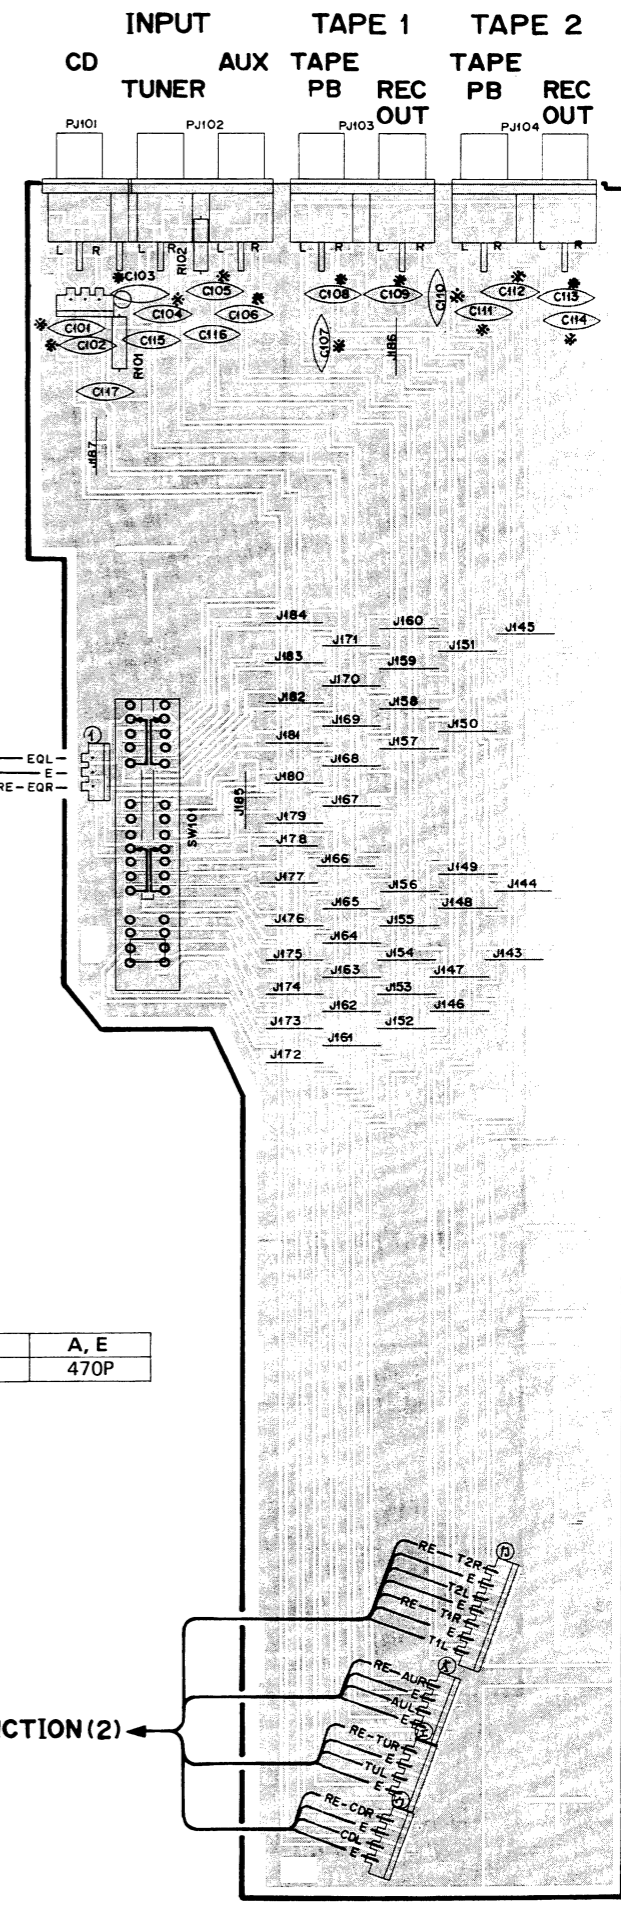 INPUT TAPE 1 TAPE 2
CD AUX TAPE TAPE
TUNER PB REC PB REC
OUT OUT
PJ101 PJ102 PJ103 PJ104
L R L R L R L R L R L R L R
C103 R102 C105 C108 C109 C110 C112 C113
C101 C104 C106 C111 C114
C102 R101 C115 C116 C107 J186
C117
J187
J184 J160 J145
J171 J151
J183 J159
J170
J182 J158
J169 J150
J181 J157
J168
EQL
E
RE-EQR
1
SW101
J185
J180
J167
J179
J178
J166 J149
J177 J156 J144
J165 J148
J176 J155
J164
J175 J154 J143
J163 J147
J174 J153
J162 J146
J173 J152
J161
J172
A, E
470P
RE T2R
E
T2L
E
RE T1R
E
T1L
RE-AUR
E
AUL
E
CTION(2)
RE-TUR
E
TUL
E
RE-CDR
E
CDL
E